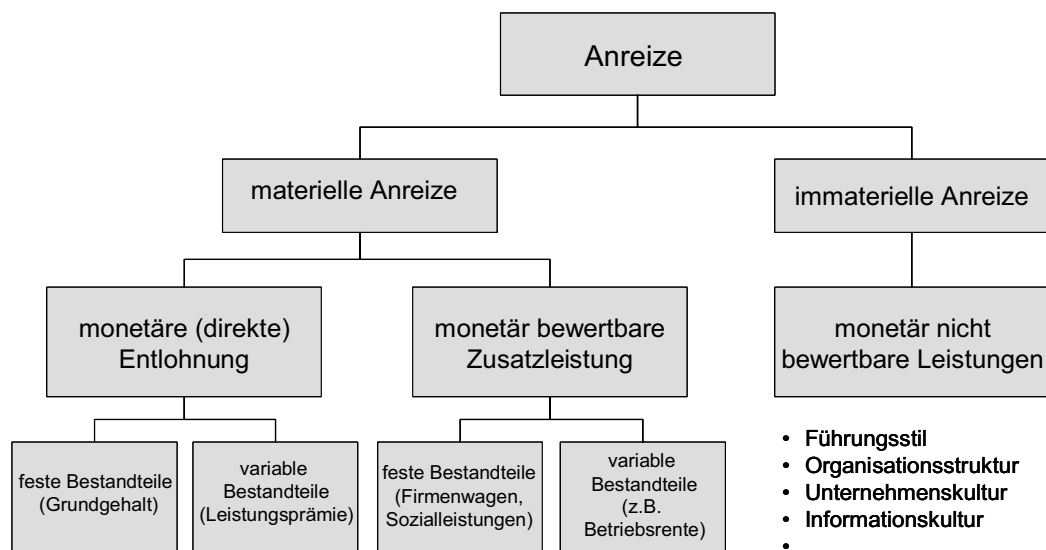 Anreize
materielle Anreize
immaterielle Anreize
monetäre (direkte)
Entlohnung
monetär bewertbare
Zusatzleistung
monetär nicht
bewertbare Leistungen
feste Bestandteile
(Grundgehalt)
variable
Bestandteile
(Leistungsprämie)
feste Bestandteile
(Firmenwagen,
Sozialleistungen)
variable
Bestandteile
(z.B.
Betriebsrente)
• Führungsstil
• Organisationsstruktur
• Unternehmenskultur
• Informationskultur
•